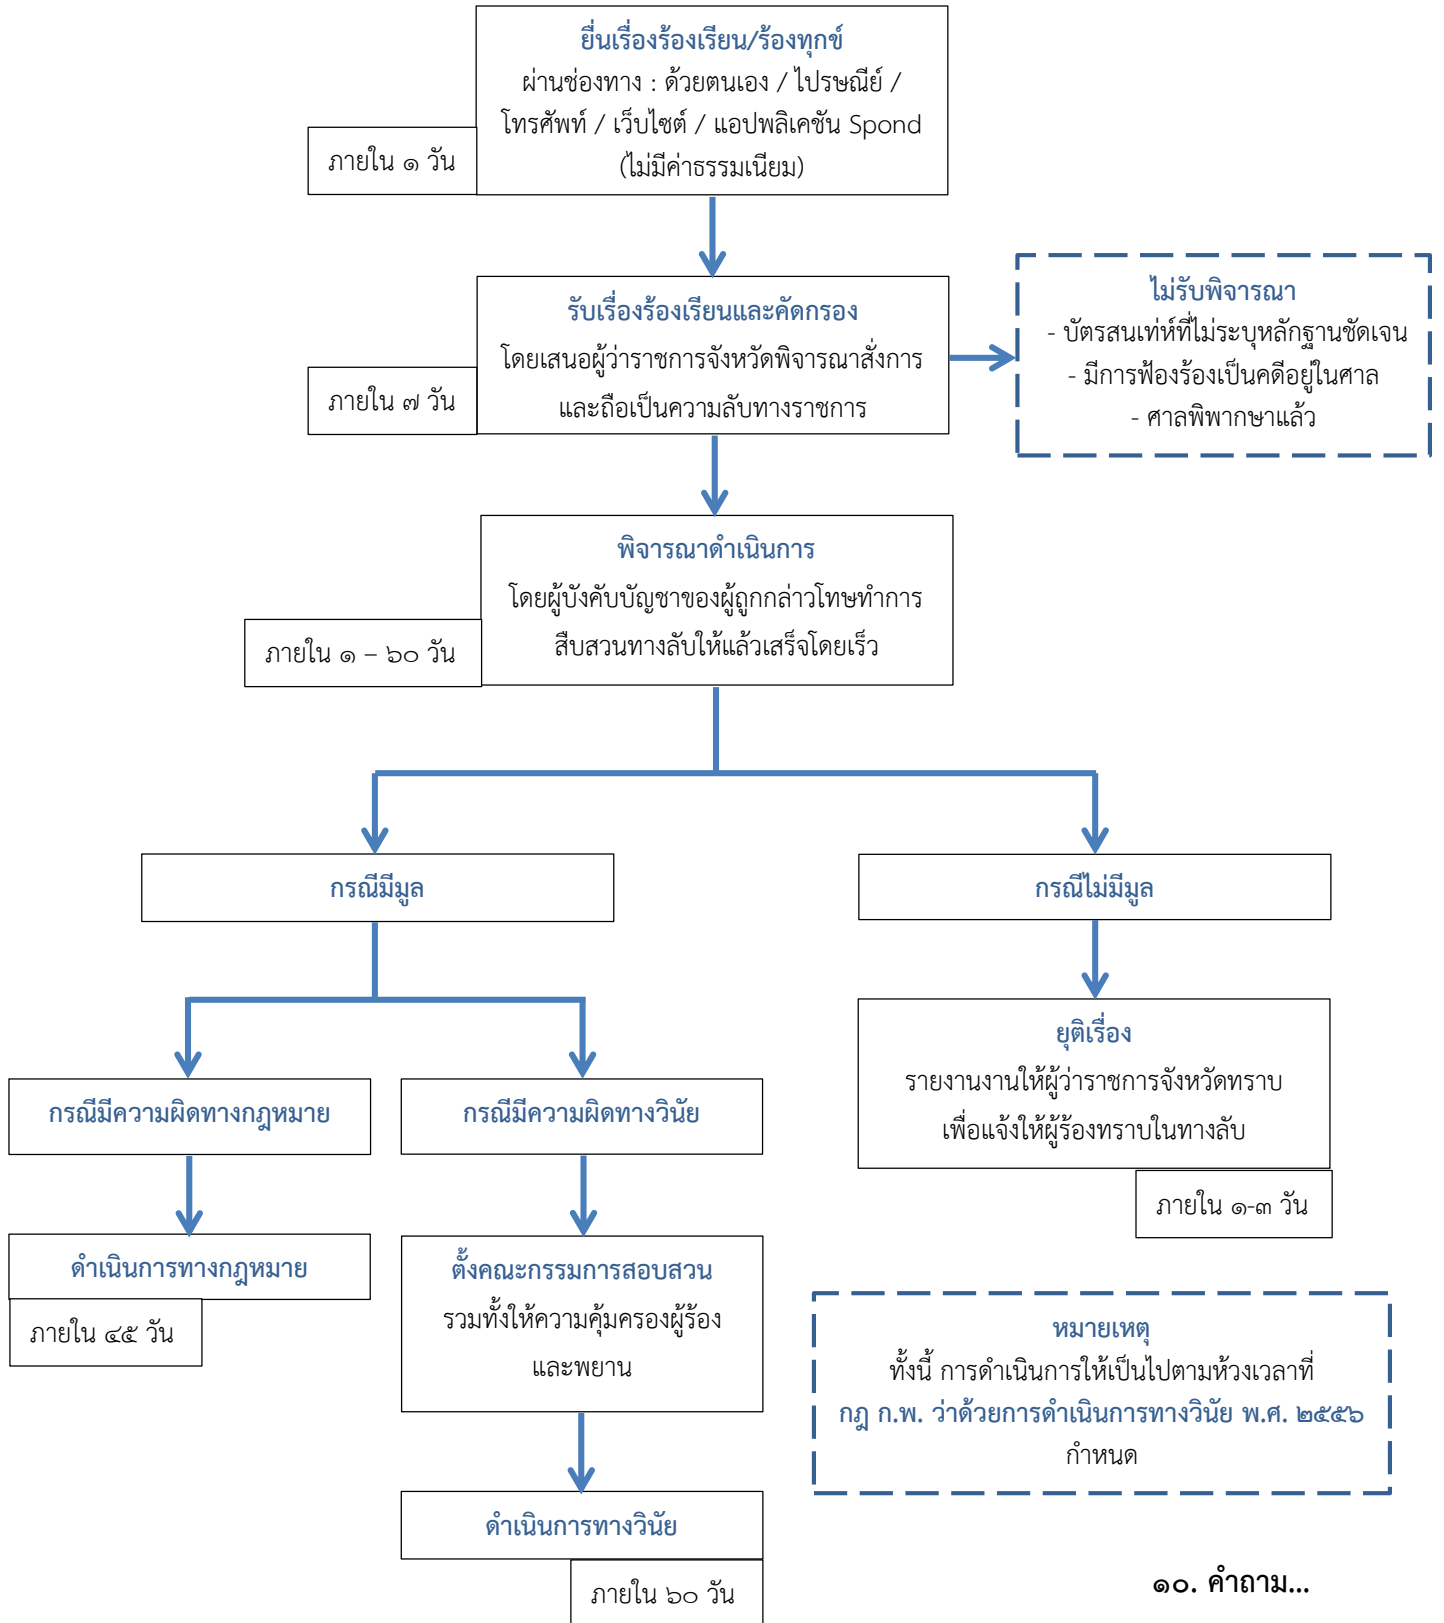 ยื่นเรื่องร้องเรียน/ร้องทุกข์
ผ่านช่องทาง : ด้วยตนเอง / ไปรษณีย์ /
โทรศัพท์ / เว็บไซต์ / แอปพลิเคชัน Spond
(ไม่มีค่าธรรมเนียม)
ภายใน ๑ วัน
รับเรื่องร้องเรียนและคัดกรอง
โดยเสนอผู้ว่าราชการจังหวัดพิจารณาสั่งการ
และถือเป็นความลับทางราชการ
ภายใน ๗ วัน
ไม่รับพิจารณา
- บัตรสนเท่ห์ที่ไม่ระบุหลักฐานชัดเจน
- มีการฟ้องร้องเป็นคดีอยู่ในศาล
- ศาลพิพากษาแล้ว
พิจารณาดำเนินการ
โดยผู้บังคับบัญชาของผู้ถูกกล่าวโทษทำการ
สืบสวนทางลับให้แล้วเสร็จโดยเร็ว
ภายใน ๑ – ๖๐ วัน
กรณีมีมูล
กรณีไม่มีมูล
ยุติเรื่อง
รายงานงานให้ผู้ว่าราชการจังหวัดทราบ
เพื่อแจ้งให้ผู้ร้องทราบในทางลับ
ภายใน ๑-๓ วัน
กรณีมีความผิดทางกฎหมาย
กรณีมีความผิดทางวินัย
ดำเนินการทางกฎหมาย
ภายใน ๔๕ วัน
ตั้งคณะกรรมการสอบสวน
รวมทั้งให้ความคุ้มครองผู้ร้อง
และพยาน
หมายเหตุ
ทั้งนี้ การดำเนินการให้เป็นไปตามห้วงเวลาที่
กฎ ก.พ. ว่าด้วยการดำเนินการทางวินัย พ.ศ. ๒๕๕๖
กำหนด
ดำเนินการทางวินัย
ภายใน ๖๐ วัน
๑๐. คำถาม...